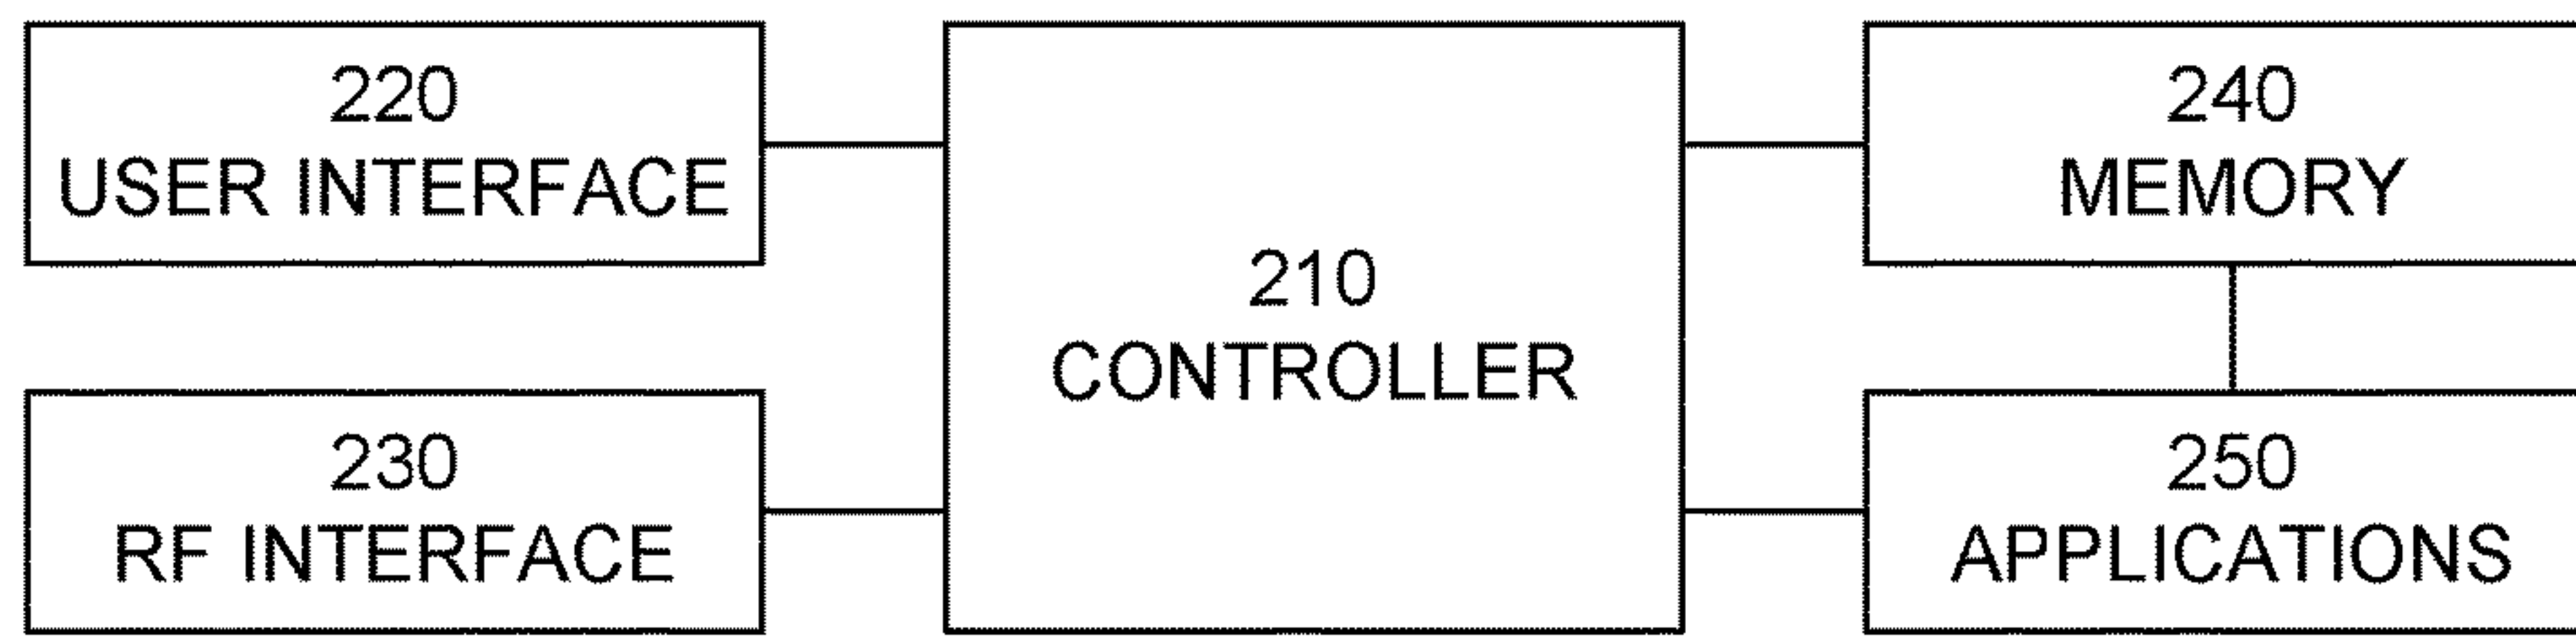 220
USER INTERFACE
230
RF INTERFACE
210
CONTROLLER
240
MEMORY
250
APPLICATIONS